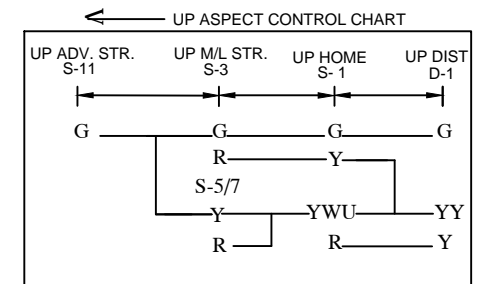 UP ASPECT CONTROL CHART
UP ADV. STR. UP M/L STR. UP HOME UP DIST
S-11 S-3 S- 1 D-1
G G G G
R Y
S-5/7
Y YWU YY
R R Y